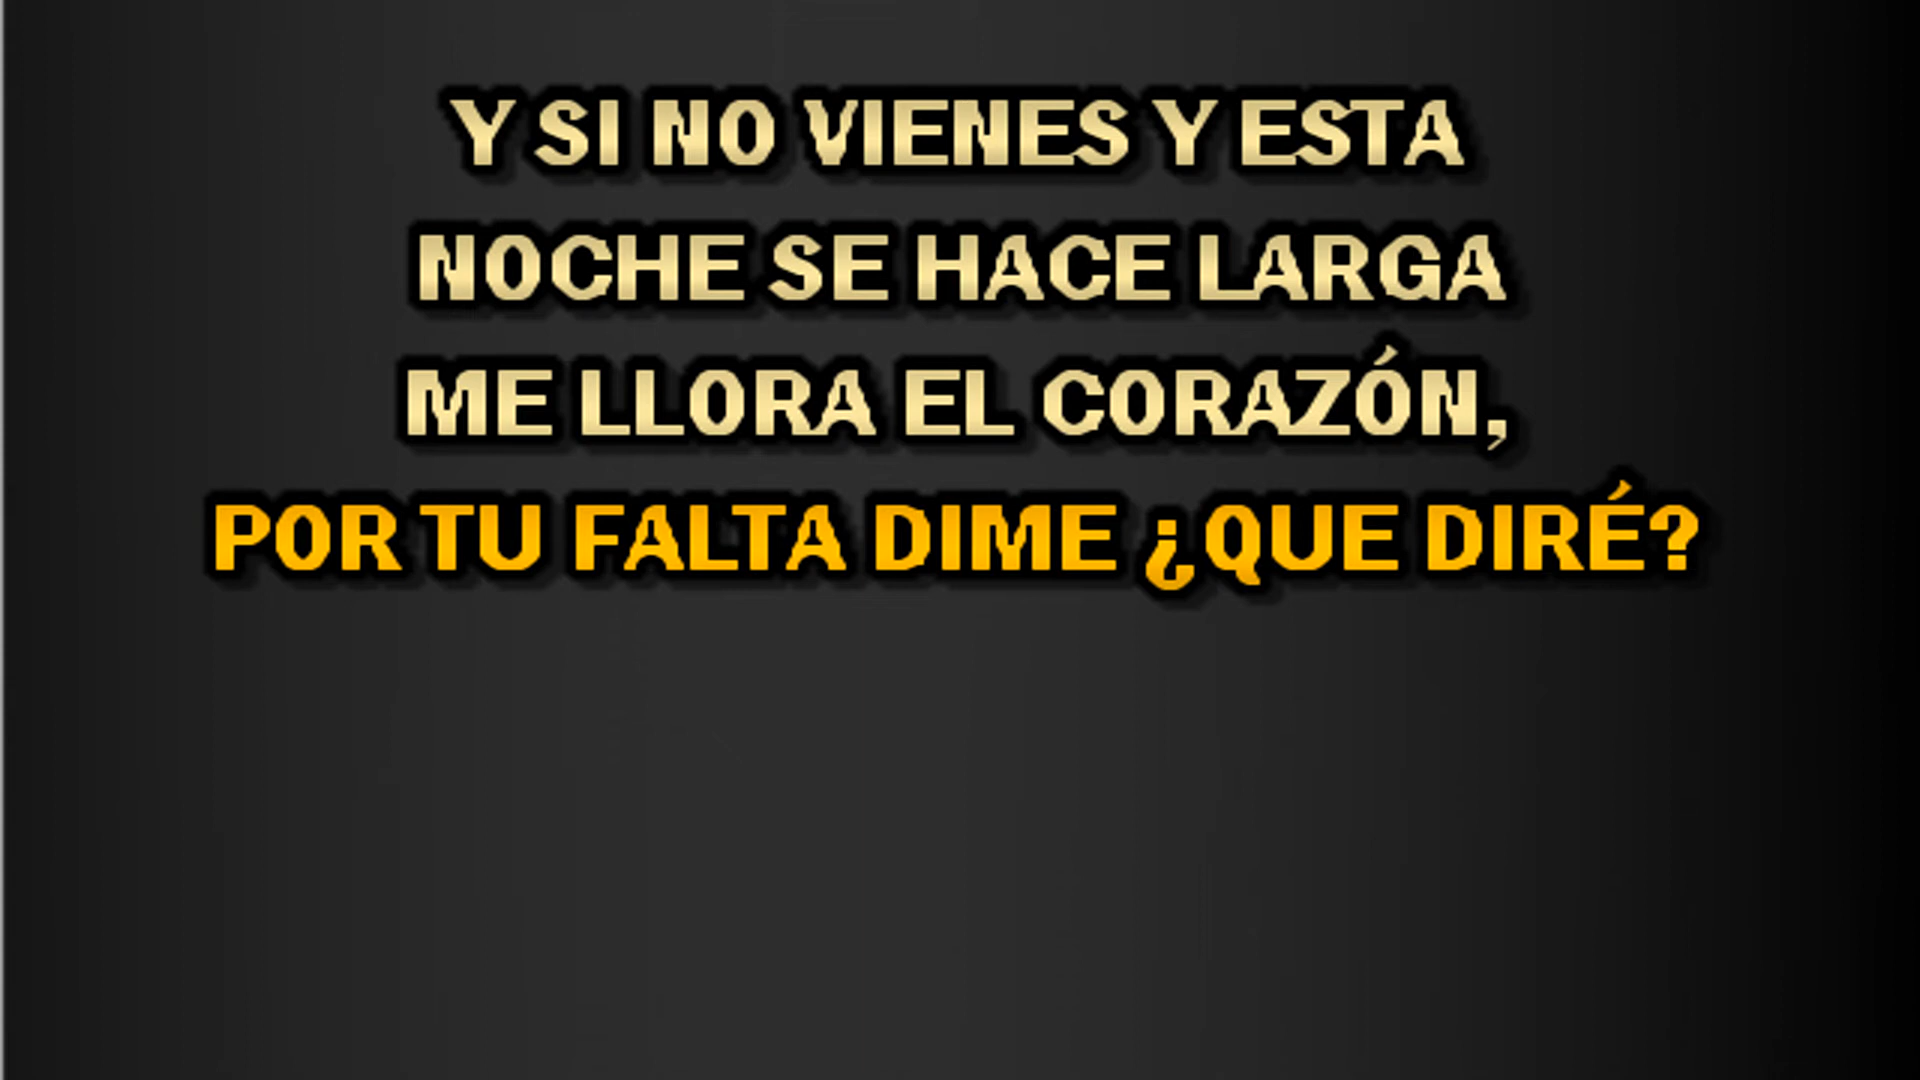 Y SI NO VIENES Y ESTA
NOCHE SE HACE LARGA
ME LLORA EL CORAZÓN,
POR TU FALTA DIME ¿QUE DIRÉ?